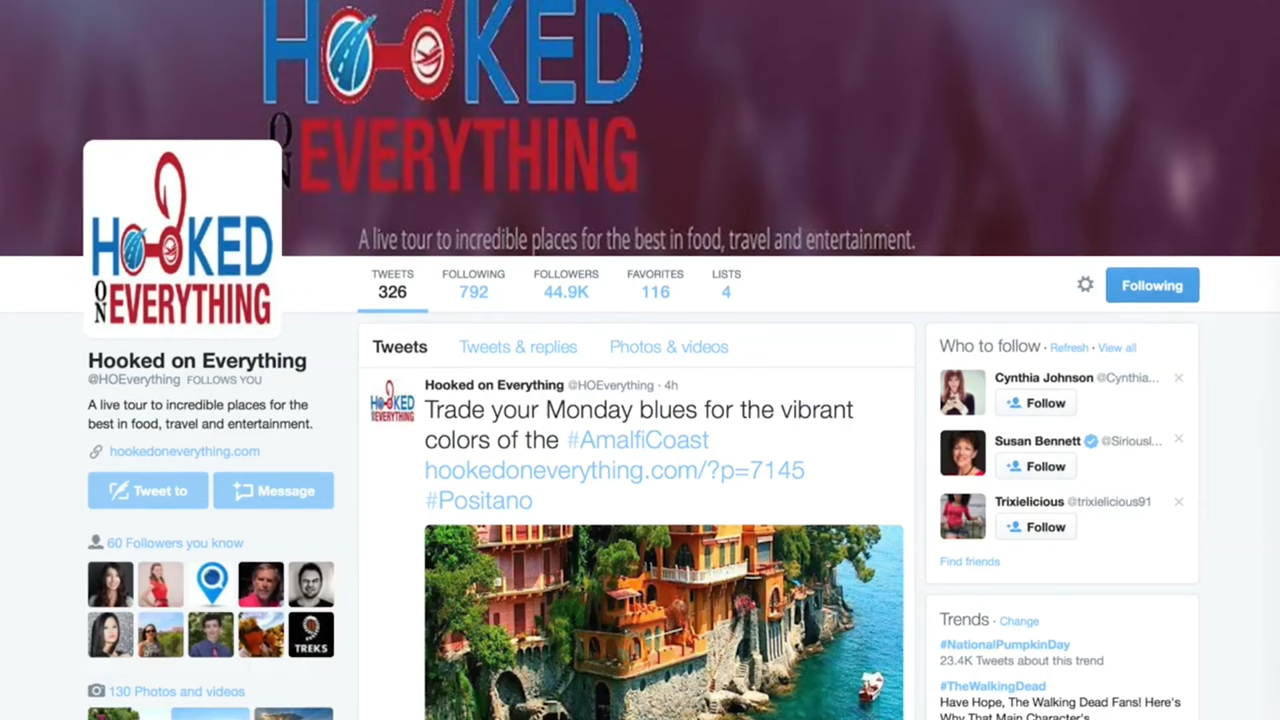 HOOKED
ON
EVERYTHING
A live tour to incredible places for the best in food, travel and entertainment.
HOOKED
ON
EVERYTHING
TWEETS
326
FOLLOWING
792
FOLLOWERS
44.9K
FAVORITES
116
LISTS
4
Following
Hooked on Everything
@HOEverything FOLLOWS YOU
A live tour to incredible places for the
best in food, travel and entertainment.
hookedoneverything.com
Tweet to
Message
60 Followers you know
TREKS
130 Photos and videos
Tweets
Tweets & replies
Photos & videos
HOOKED
ON EVERYTHING
Hooked on Everything @HOEverything · 4h
Trade your Monday blues for the vibrant
colors of the #AmalfiCoast
hookedoneverything.com/?p=7145
#Positano
Who to follow · Refresh · View all
Cynthia Johnson @Cynthia...
Follow
Susan Bennett @Siriousl...
Follow
Trixielicious @trixielicious91
Follow
Find friends
Trends · Change
#NationalPumpkinDay
23.4K Tweets about this trend
#TheWalkingDead
Have Hope, The Walking Dead Fans! Here's
Why That Main Character's